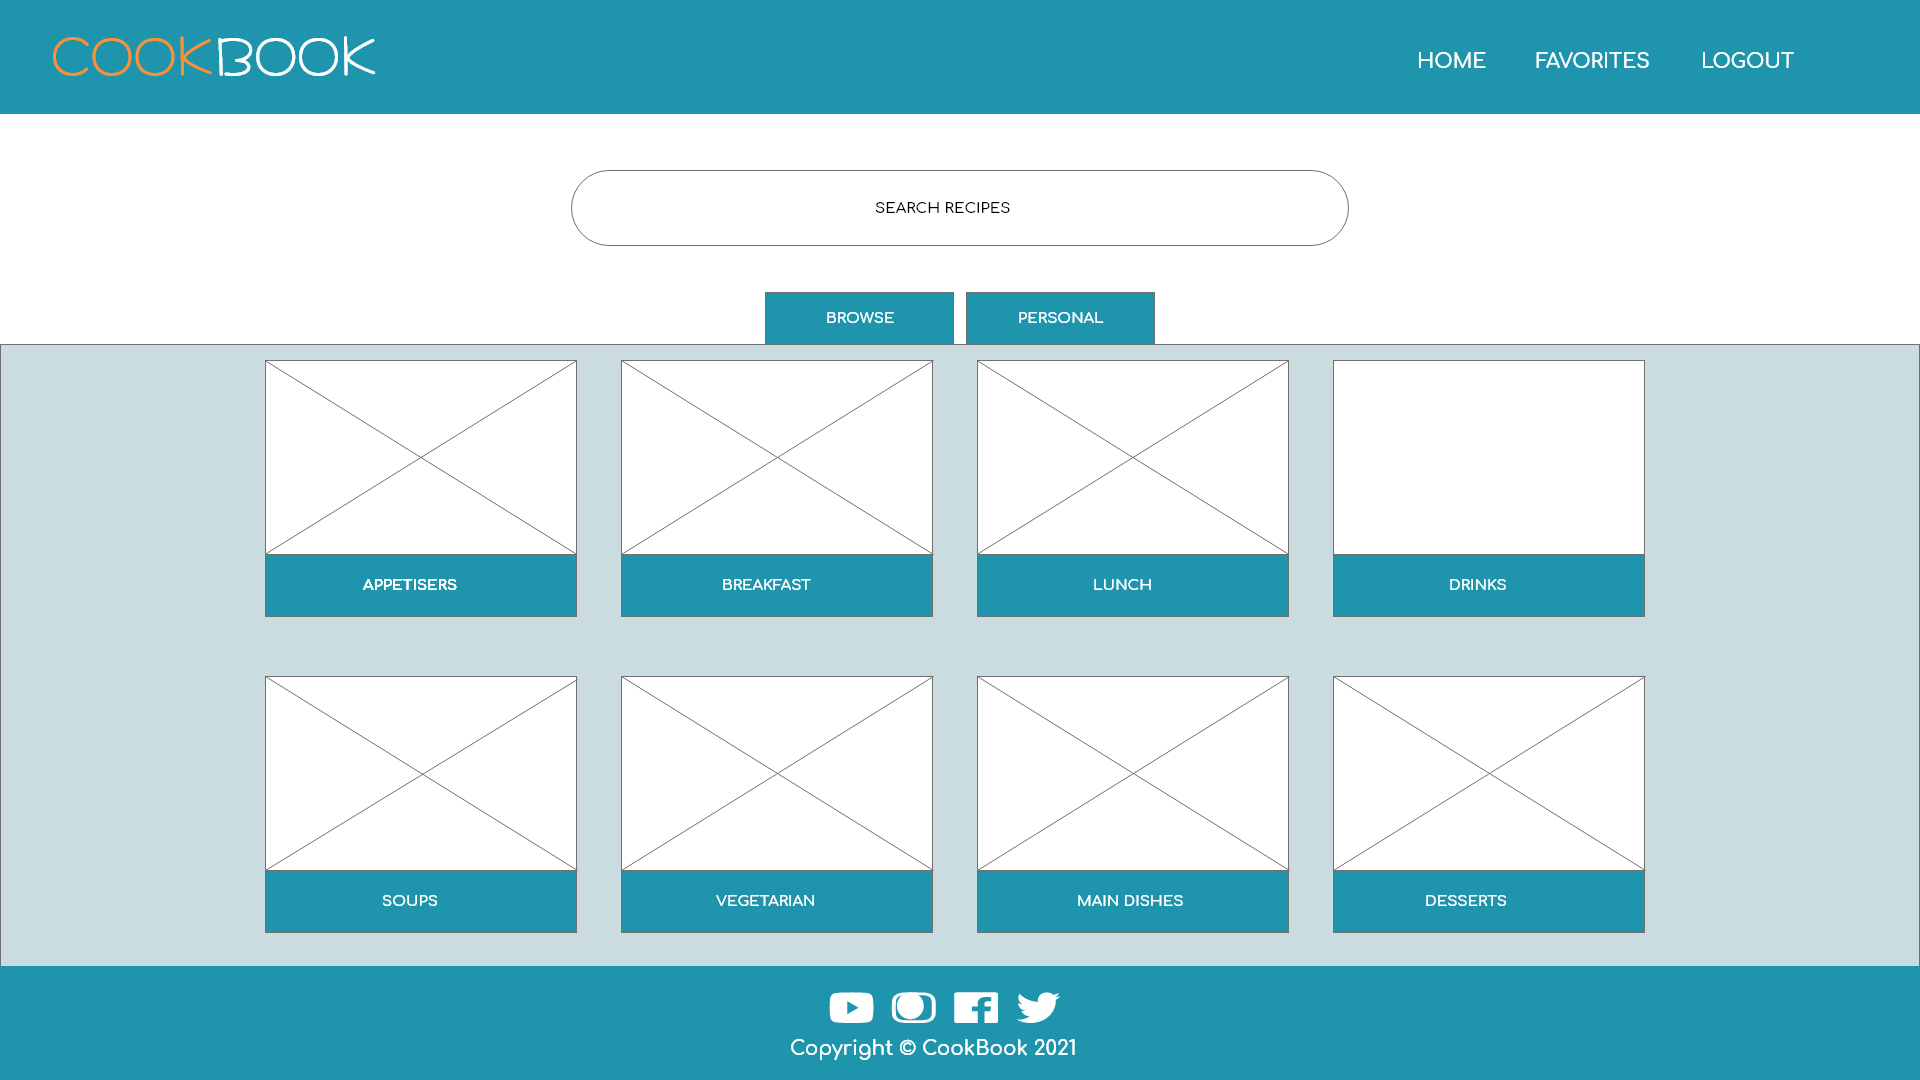 COOKBOOK
HOME FAVORITES LOGOUT
SEARCH RECIPES
BROWSE PERSONAL
APPETISERS BREAKFAST LUNCH DRINKS
SOUPS VEGETARIAN MAIN DISHES DESSERTS
Copyright © CookBook 2021